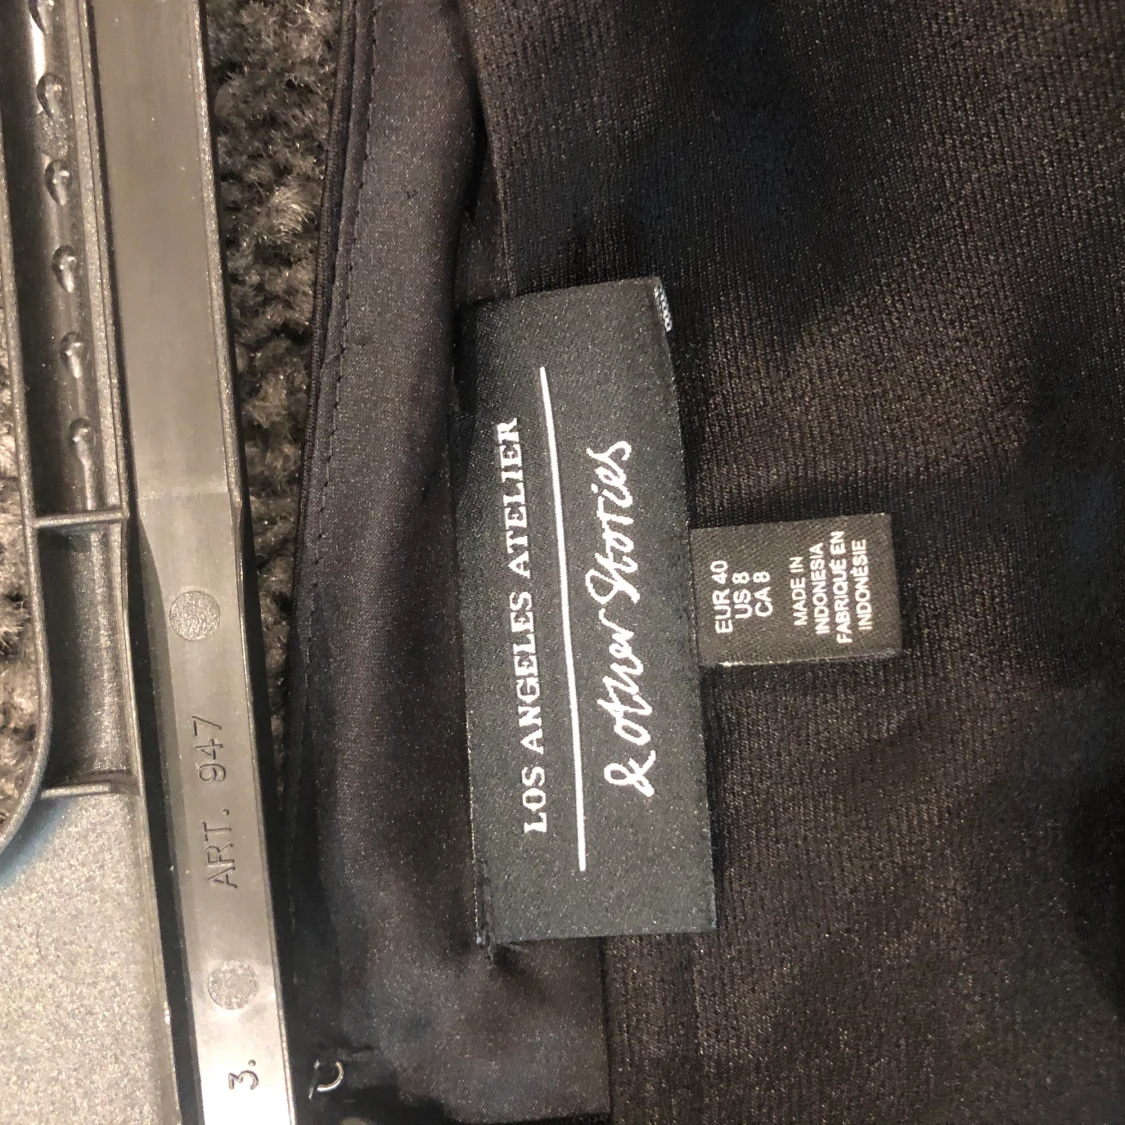 LOS ANGELES ATELIER
& other Stories
EUR 40
US 8
CA 8
MADE IN
INDONESIA
FABRIQUÉ EN
INDONÉSIE
ART. 947
3.